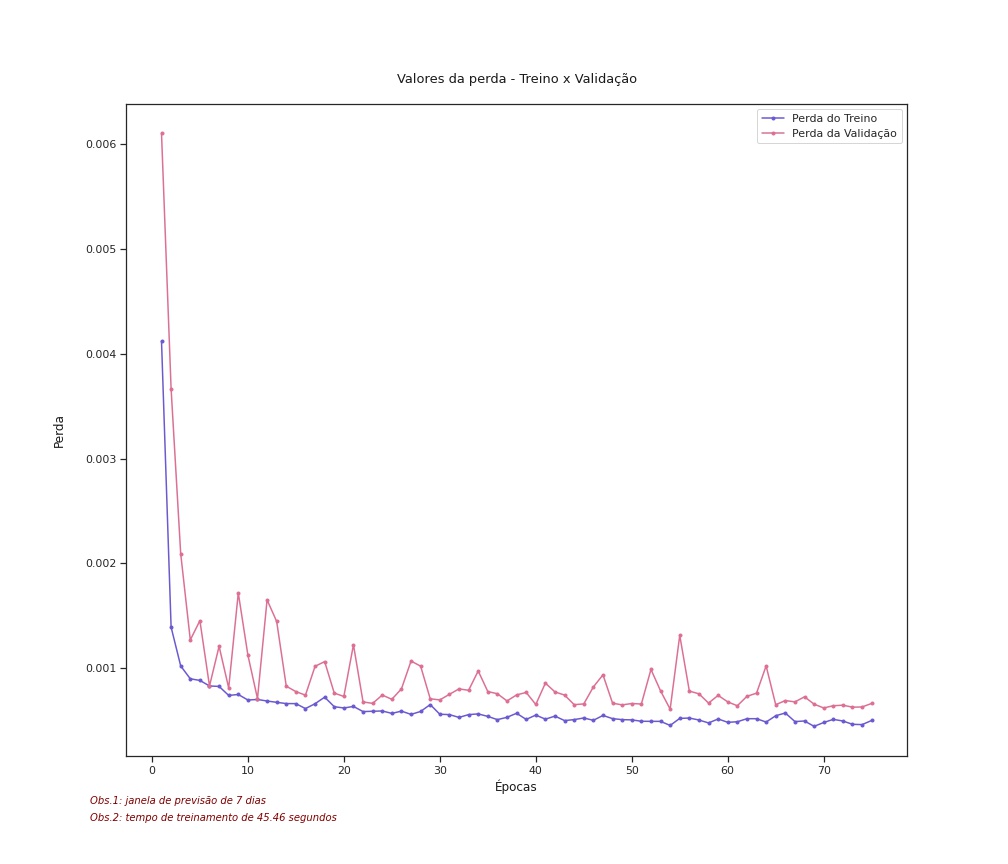 Valores da perda - Treino x Validação
Perda do Treino
Perda da Validação
0.006
0.005
0.004
0.003
0.002
0.001
Perda
0 10 20 30 40 50 60 70
Épocas
Obs.1: janela de previsão de 7 dias
Obs.2: tempo de treinamento de 45.46 segundos